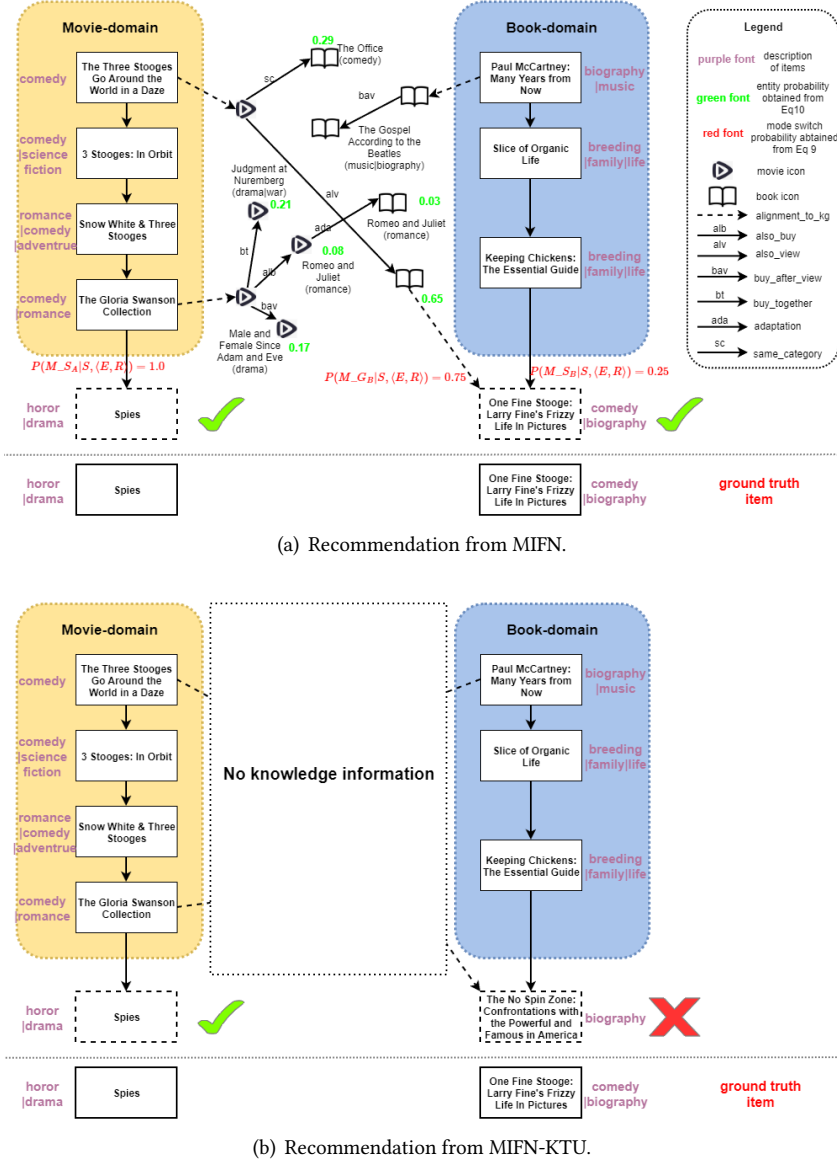 Movie-domain
The Three Stooges
Go Around the
World in a Daze
comedy
3 Stooges: In Orbit
comedy
|science
fiction
Snow White & Three
Stooges
romance
|comedy
|adventrue
The Gloria Swanson
Collection
comedy
|romance
sc
0.29
The Office
(comedy)
alv
bav
The Gospel
According to the
Beatles
(music|biography)
Judgment at
Nuremberg
(drama|war)
0.21
bt
alb
ada
0.03
Romeo and Juliet
(romance)
0.08
Romeo and
Juliet
(romance)
bav
Male and
Female Since
Adam and Eve
(drama)
0.17
0.65
Book-domain
Paul McCartney:
Many Years from
Now
biography
|music
Slice of Organic
Life
breeding
|family|life
Keeping Chickens:
The Essential Guide
breeding
|family|life
Legend
purple font
description
of items
green font
entity probability
obtained from
Eq10
red font
mode switch
probability abtained
from Eq 9
movie icon
book icon
alignment_to_kg
alb
also_buy
alv
also_view
bav
buy_after_view
bt
buy_together
ada
adaptation
sc
same_category
P(M_S_A|S,⟨E,R⟩) = 1.0
P(M_G_B|S,⟨E,R⟩) = 0.75
P(M_S_B|S,⟨E,R⟩) = 0.25
horor
|drama
Spies
One Fine Stooge:
Larry Fine's Frizzy
Life In Pictures
comedy
|biography
horor
|drama
Spies
One Fine Stooge:
Larry Fine's Frizzy
Life In Pictures
comedy
|biography
ground truth
item
(a) Recommendation from MIFN.
Movie-domain
The Three Stooges
Go Around the
World in a Daze
comedy
3 Stooges: In Orbit
comedy
|science
fiction
Snow White & Three
Stooges
romance
|comedy
|adventrue
The Gloria Swanson
Collection
comedy
|romance
No knowledge information
Book-domain
Paul McCartney:
Many Years from
Now
biography
|music
Slice of Organic
Life
breeding
|family|life
Keeping Chickens:
The Essential Guide
breeding
|family|life
horor
|drama
Spies
The No Spin Zone:
Confrontations with
the Powerful and
Famous in America
biography
horor
|drama
Spies
One Fine Stooge:
Larry Fine's Frizzy
Life In Pictures
comedy
|biography
ground truth
item
(b) Recommendation from MIFN-KTU.